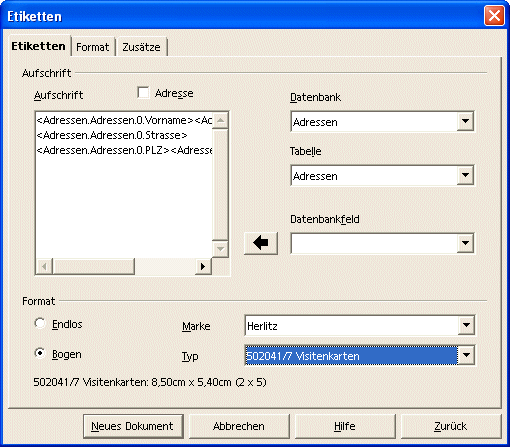 Etiketten
Etiketten Format Zusätze
Aufschrift
Aufschrift Adresse
<Adressen.Adressen.0.Vorname><Ad
<Adressen.Adressen.0.Strasse>
<Adressen.Adressen.0.PLZ><Adresse
Datenbank
Adressen
Tabelle
Adressen
Datenbankfeld
Format
Endlos
Marke Herlitz
Bogen
Typ 502041/7 Visitenkarten
502041/7 Visitenkarten: 8,50cm x 5,40cm (2 x 5)
Neues Dokument Abbrechen Hilfe Zurück